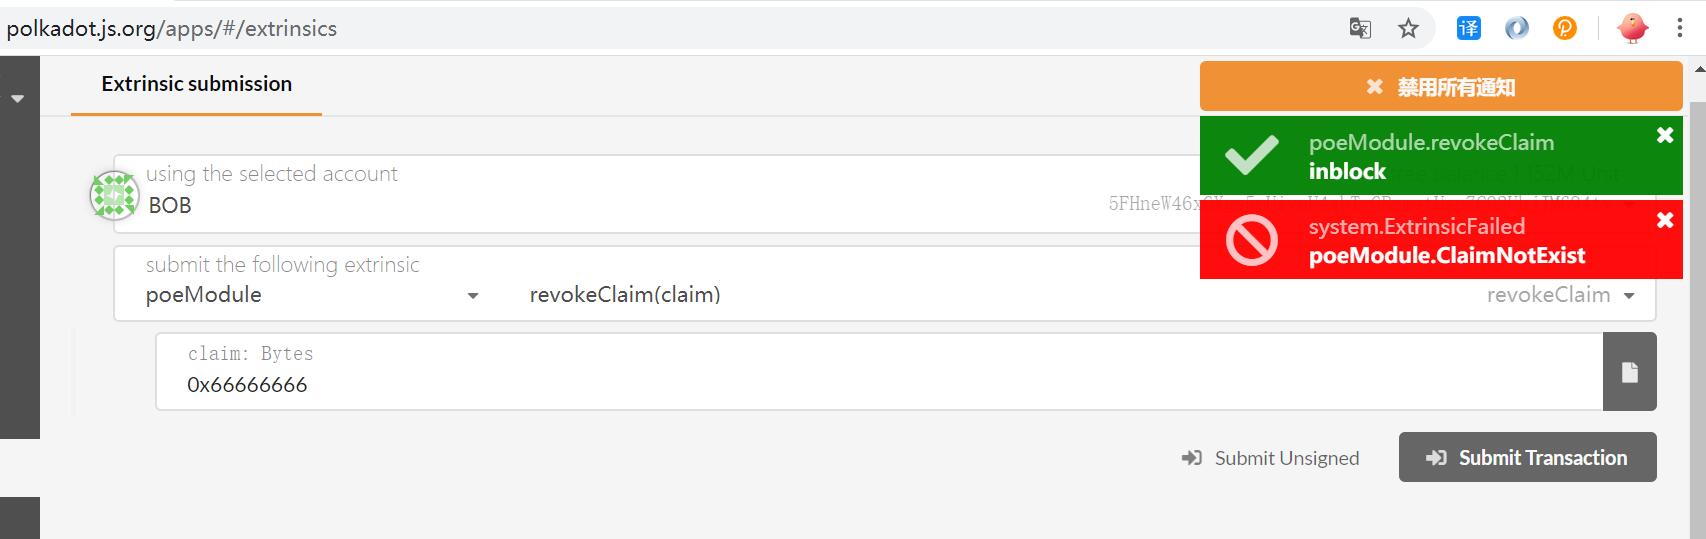 polkadot.js.org/apps/#/extrinsics
译
Extrinsic submission
禁用所有通知
poeModule.revokeClaim
inblock
system.ExtrinsicFailed
poeModule.ClaimNotExist
using the selected account
BOB
submit the following extrinsic
poeModule
revokeClaim(claim)
revokeClaim
claim: Bytes
0x66666666
Submit Unsigned
Submit Transaction